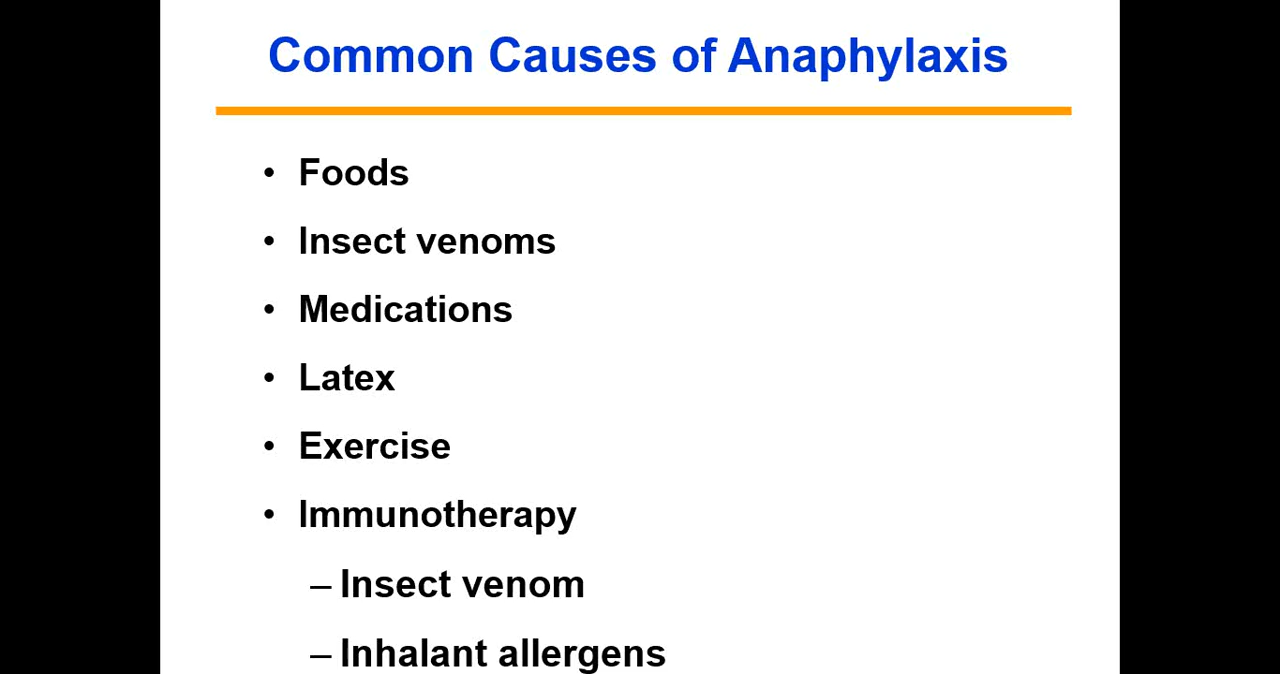 Common Causes of Anaphylaxis
• Foods
• Insect venoms
• Medications
• Latex
• Exercise
• Immunotherapy
– Insect venom
– Inhalant allergens